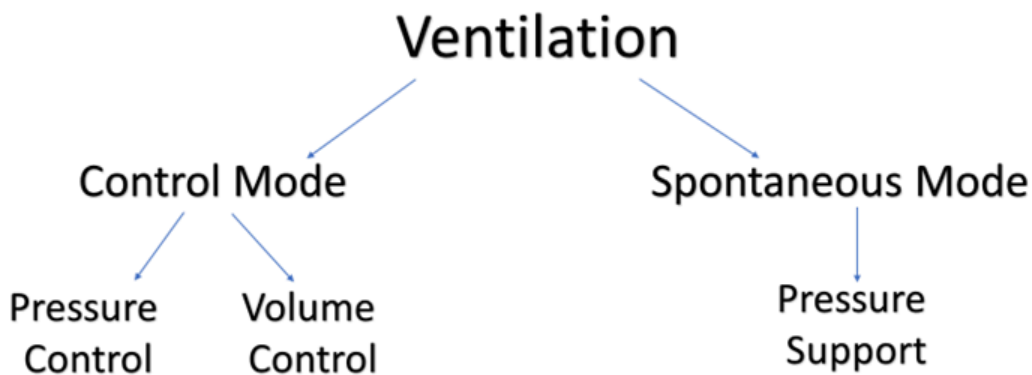 Ventilation
Control Mode
Spontaneous Mode
Pressure
Control
Volume
Control
Pressure
Support